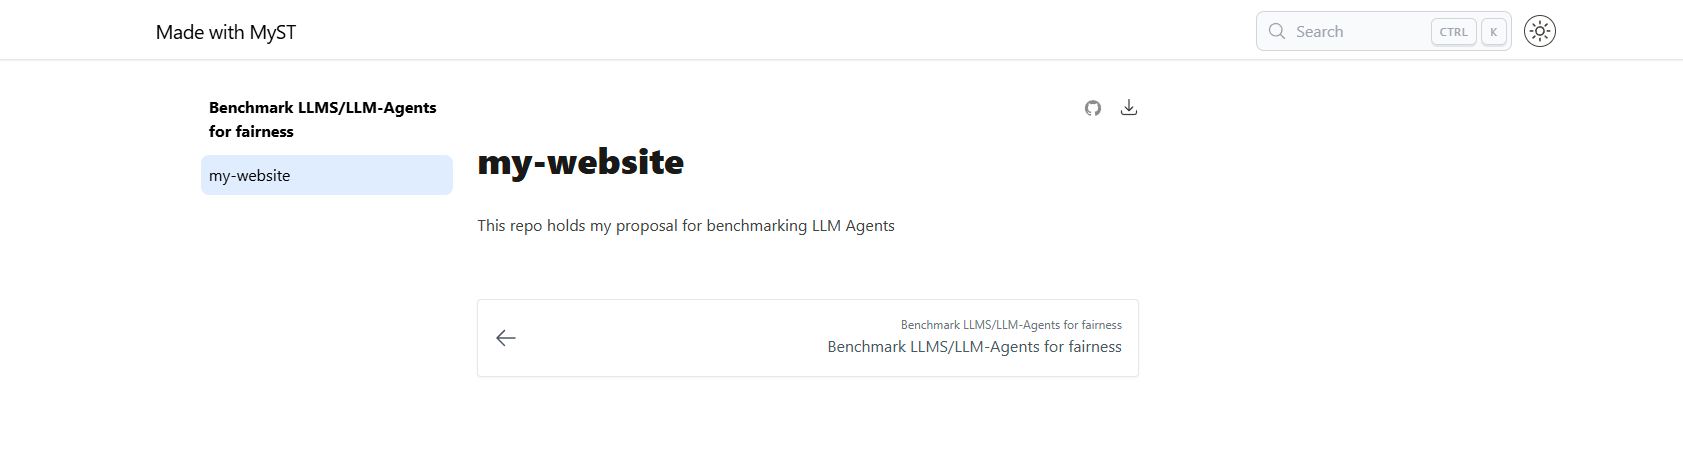 Made with MyST
Search
CTRL
K
Benchmark LLMS/LLM-Agents
for fairness
my-website
my-website
This repo holds my proposal for benchmarking LLM Agents
Benchmark LLMS/LLM-Agents for fairness
Benchmark LLMS/LLM-Agents for fairness